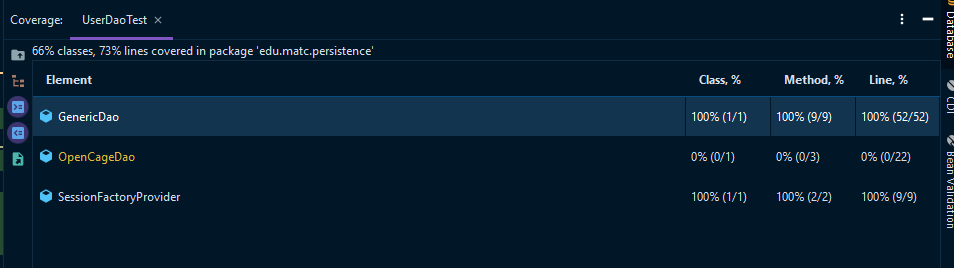 Coverage: UserDaoTest ×
66% classes, 73% lines covered in package 'edu.matc.persistence'
Element Class, % Method, % Line, %
GenericDao 100% (1/1) 100% (9/9) 100% (52/52)
OpenCageDao 0% (0/1) 0% (0/3) 0% (0/22)
SessionFactoryProvider 100% (1/1) 100% (2/2) 100% (9/9)
Database
CDI
Bean Validation